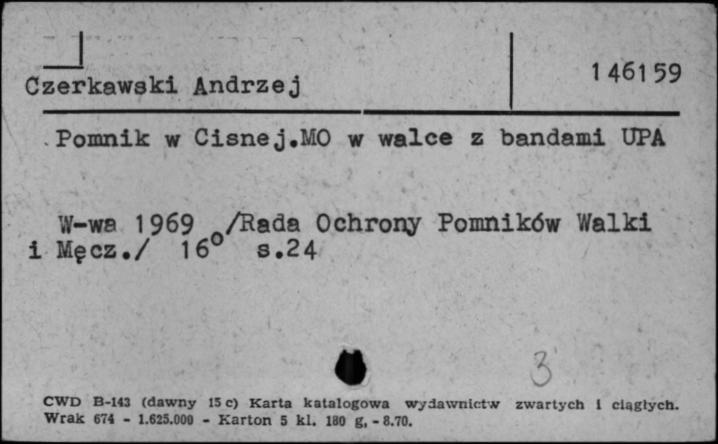 Czerkawski Andrzej
146159
Pomnik w Cisnej.MO w walce z bandami UPA
W-wa 1969 /Rada Ochrony Pomników Walki
i Męcz./ 16° s.24
3
CWD B-143 (dawny 15 c) Karta katalogowa wydawnictw zwartych i ciągłych.
Wrak 674 - 1.625.000 - Karton 5 kl. 180 g, - 8.70.